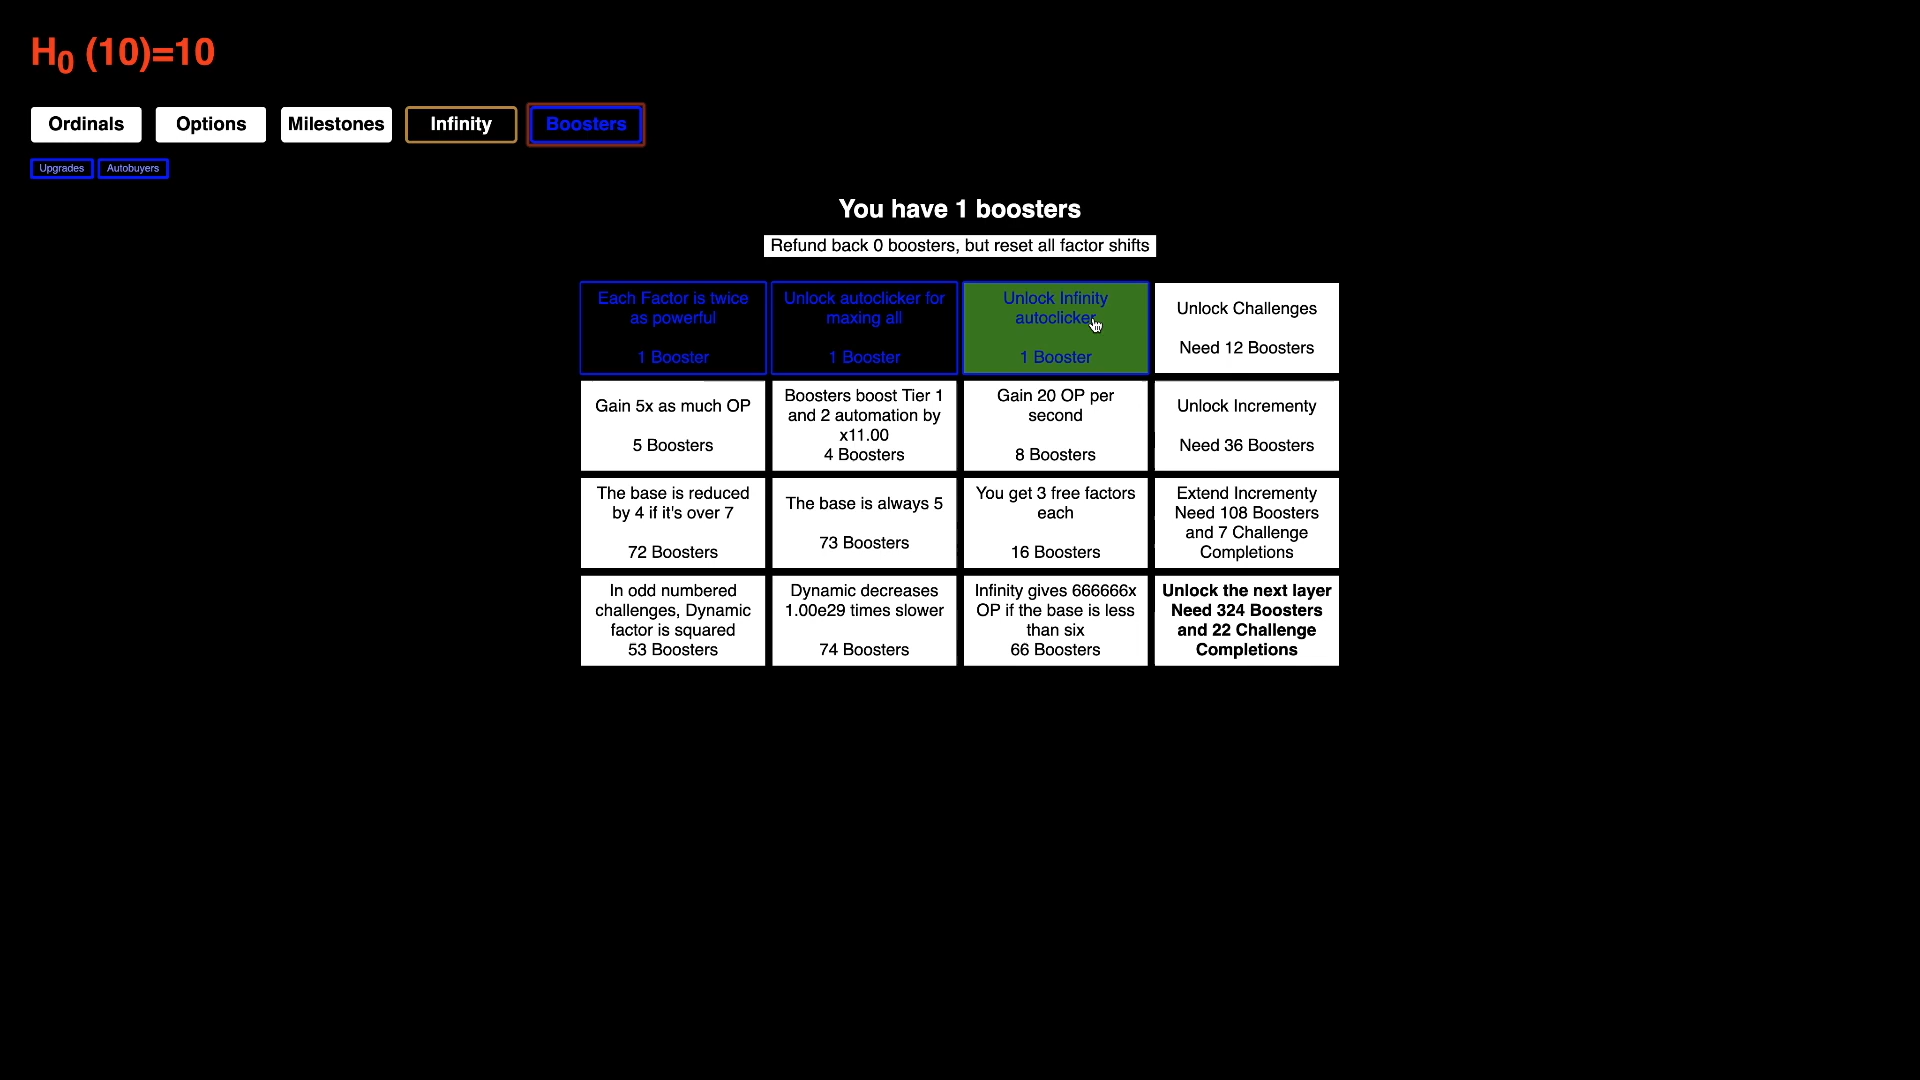 H0 (10)=10
Ordinals Options Milestones Infinity Boosters
Upgrades Autobuyers
You have 1 boosters
Refund back 0 boosters, but reset all factor shifts
Each Factor is twice
as powerful
1 Booster
Unlock autoclicker for
maxing all
1 Booster
Unlock Infinity
autoclicker
1 Booster
Unlock Challenges
Need 12 Boosters
Gain 5x as much OP
5 Boosters
Boosters boost Tier 1
and 2 automation by
x11.00
4 Boosters
Gain 20 OP per
second
8 Boosters
Unlock Incrementy
Need 36 Boosters
The base is reduced
by 4 if it's over 7
72 Boosters
The base is always 5
73 Boosters
You get 3 free factors
each
16 Boosters
Extend Incrementy
Need 108 Boosters
and 7 Challenge
Completions
In odd numbered
challenges, Dynamic
factor is squared
53 Boosters
Dynamic decreases
1.00e29 times slower
74 Boosters
Infinity gives 666666x
OP if the base is less
than six
66 Boosters
Unlock the next layer
Need 324 Boosters
and 22 Challenge
Completions